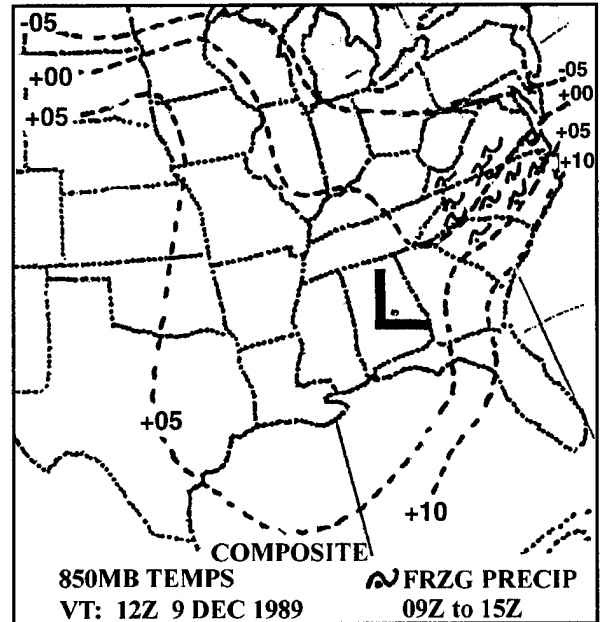 -05
+00
+05
-05
+00
+05
+10
L
+05
+10
COMPOSITE
850MB TEMPS
FRZG PRECIP
VT: 12Z 9 DEC 1989
09Z to 15Z